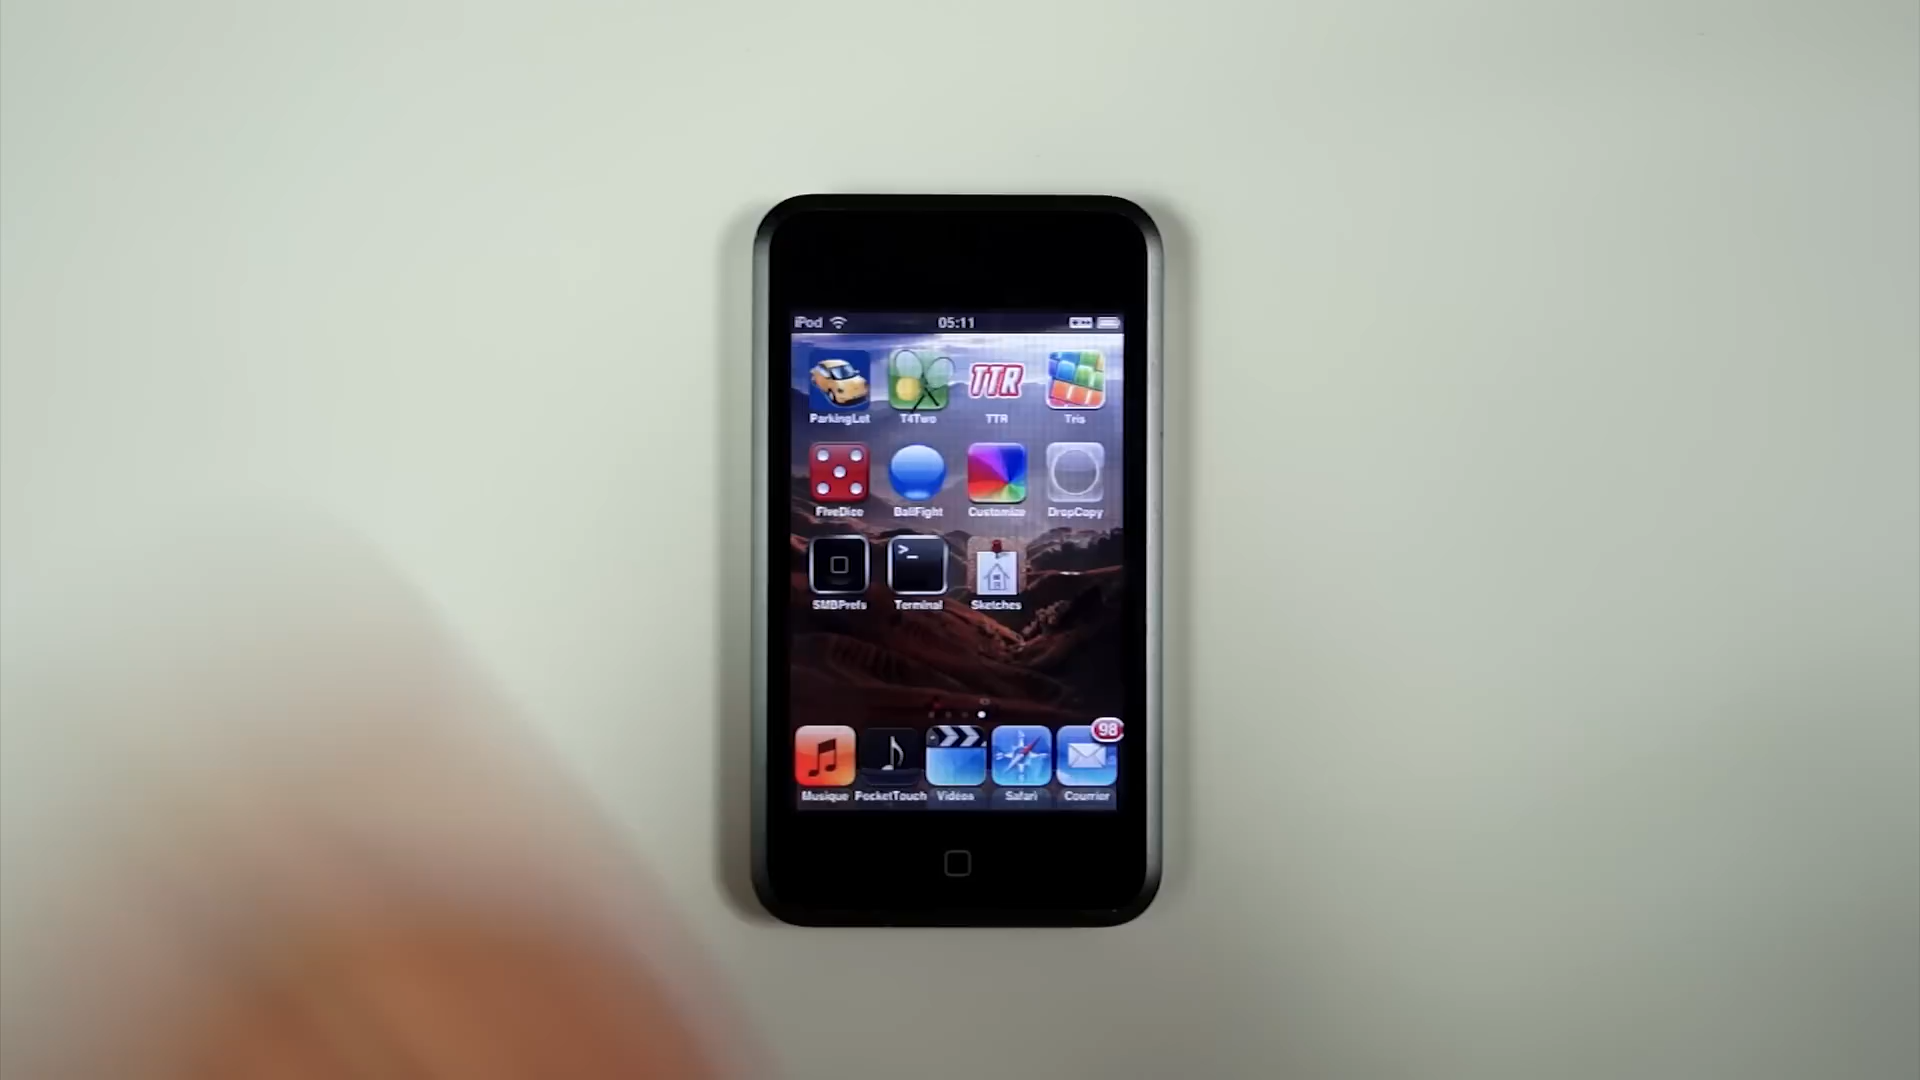 iPod 05:11
ParkingLot T4Two TTR Tris
FiveDice BallFight Customize DropCopy
SMBPrefs >_ Terminal Sketches
98
Musique PocketTouch Vidéos Safari Courrier